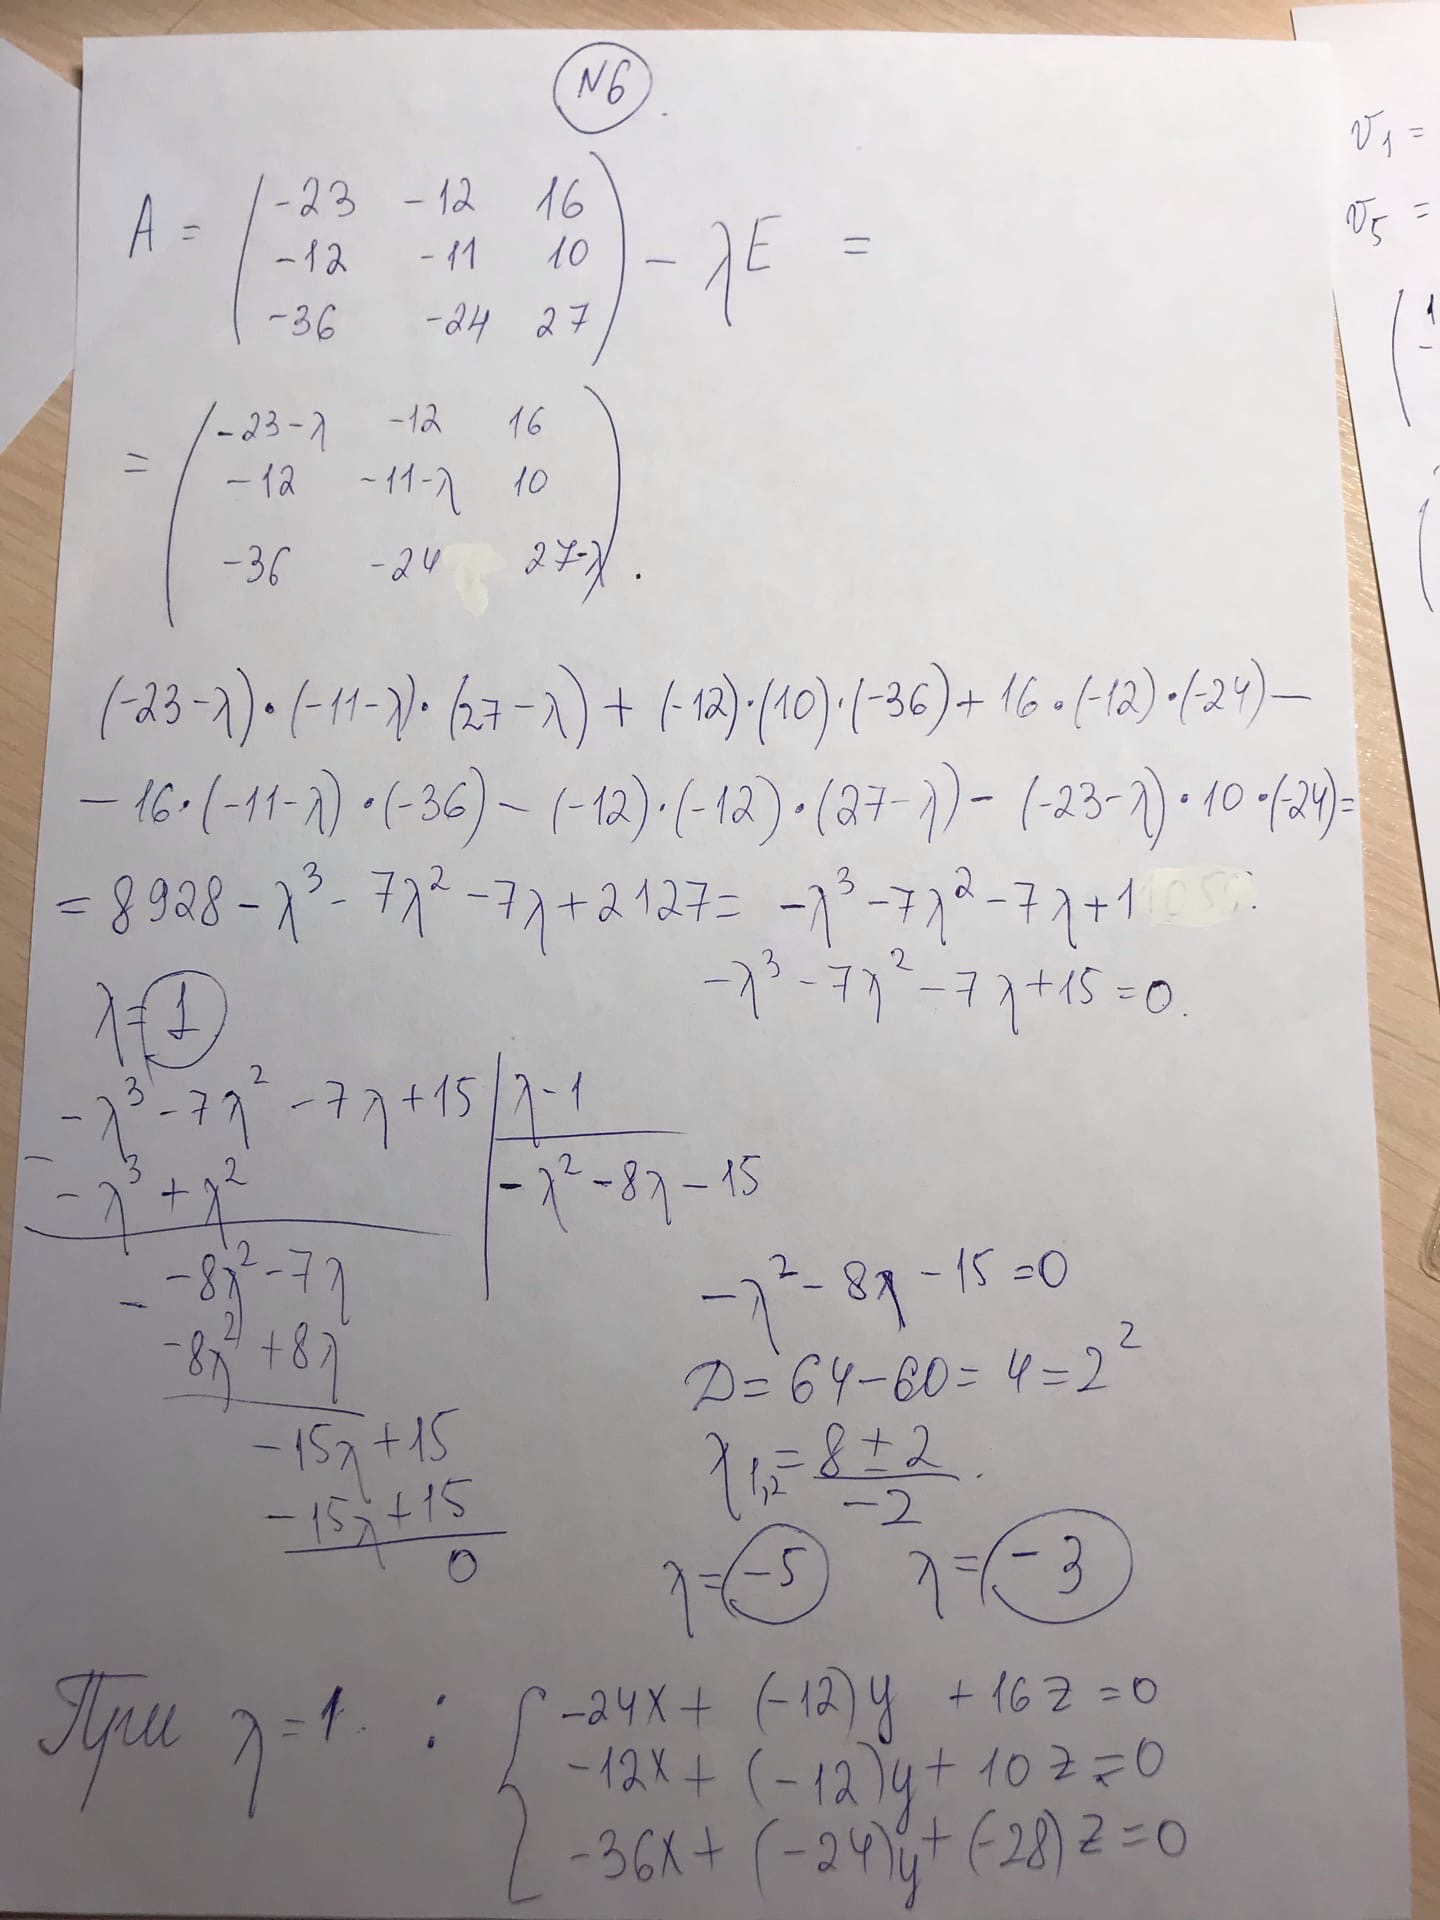 N6.
A = ( -23 -12 16
-12 -11 10
-36 -24 27 ) - λE =
= ( -23-λ -12 16
-12 -11-λ 10
-36 -24 27-λ ).
(-23-λ)·(-11-λ)·(27-λ)+(-12)·(10)·(-36)+16·(-12)·(-24)-
-16·(-11-λ)·(-36)-(-12)·(-12)·(27-λ)-(-23-λ)·10·(-24)=
= 8928-λ³-7λ²-7λ+2127= -λ³-7λ²-7λ+11055.
-λ³-7λ²-7λ+15=0.
λ=1
-λ³-7λ²-7λ+15 | λ-1
- -λ³+λ² | -λ²-8λ-15
-8λ²-7λ
- -8λ²+8λ
-15λ+15
-15λ+15
0
-λ²-8λ-15=0
D=64-60=4=2²
λ1,2=8±2/-2.
λ=-5 λ=-3
При λ=1. : { -24x+(-12)y+16z=0
-12x+(-12)y+10z=0
-36x+(-24)y+(-28)z=0
v1 =
v5 =